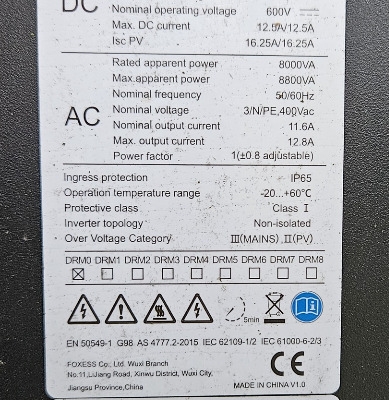 DC
Nominal operating voltage 600V
Max. DC current 12.5A/12.5A
Isc PV 16.25A/16.25A
AC
Rated apparent power 8000VA
Max.apparent power 8800VA
Nominal frequency 50/60Hz
Nominal voltage 3/N/PE,400Vac
Nominal output current 11.6A
Max. output current 12.8A
Power factor 1(±0.8 adjustable)
Ingress protection IP65
Operation temperature range -20...+60℃
Protective class Class I
Inverter topology Non-isolated
Over Voltage Category III(MAINS),II(PV)
DRM0 DRM1 DRM2 DRM3 DRM4 DRM5 DRM6 DRM7 DRM8
5min
EN 50549-1 G98 AS 4777.2-2015 IEC 62109-1/2 IEC 61000-6-2/3
FOXESS Co., Ltd. Wuxi Branch
No.11,LiJiang Road, Xinwu District, Wuxi City,
Jiangsu Province,China
CE
MADE IN CHINA V1.0